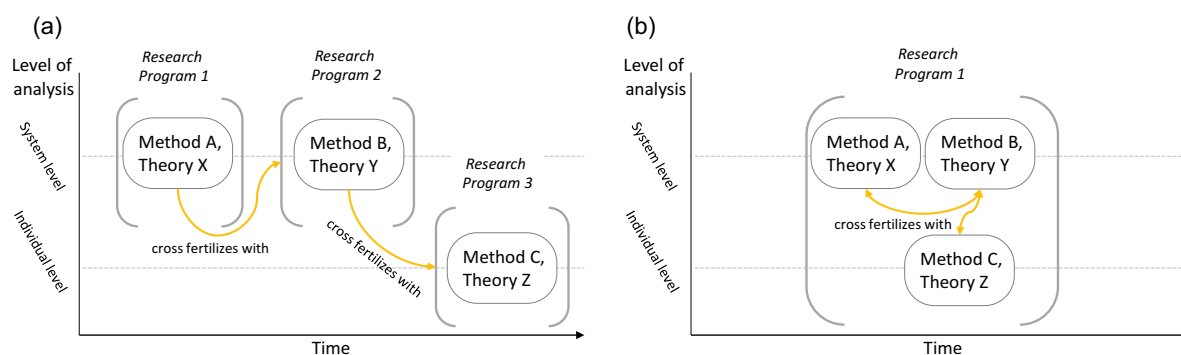 (a)
Level of
analysis
System level
Individual level
Research
Program 1
Research
Program 2
Research
Program 3
Method A,
Theory X
Method B,
Theory Y
Method C,
Theory Z
cross fertilizes with
cross fertilizes with
Time
(b)
Level of
analysis
System level
Individual level
Research
Program 1
Method A,
Theory X
Method B,
Theory Y
cross fertilizes with
Method C,
Theory Z
Time